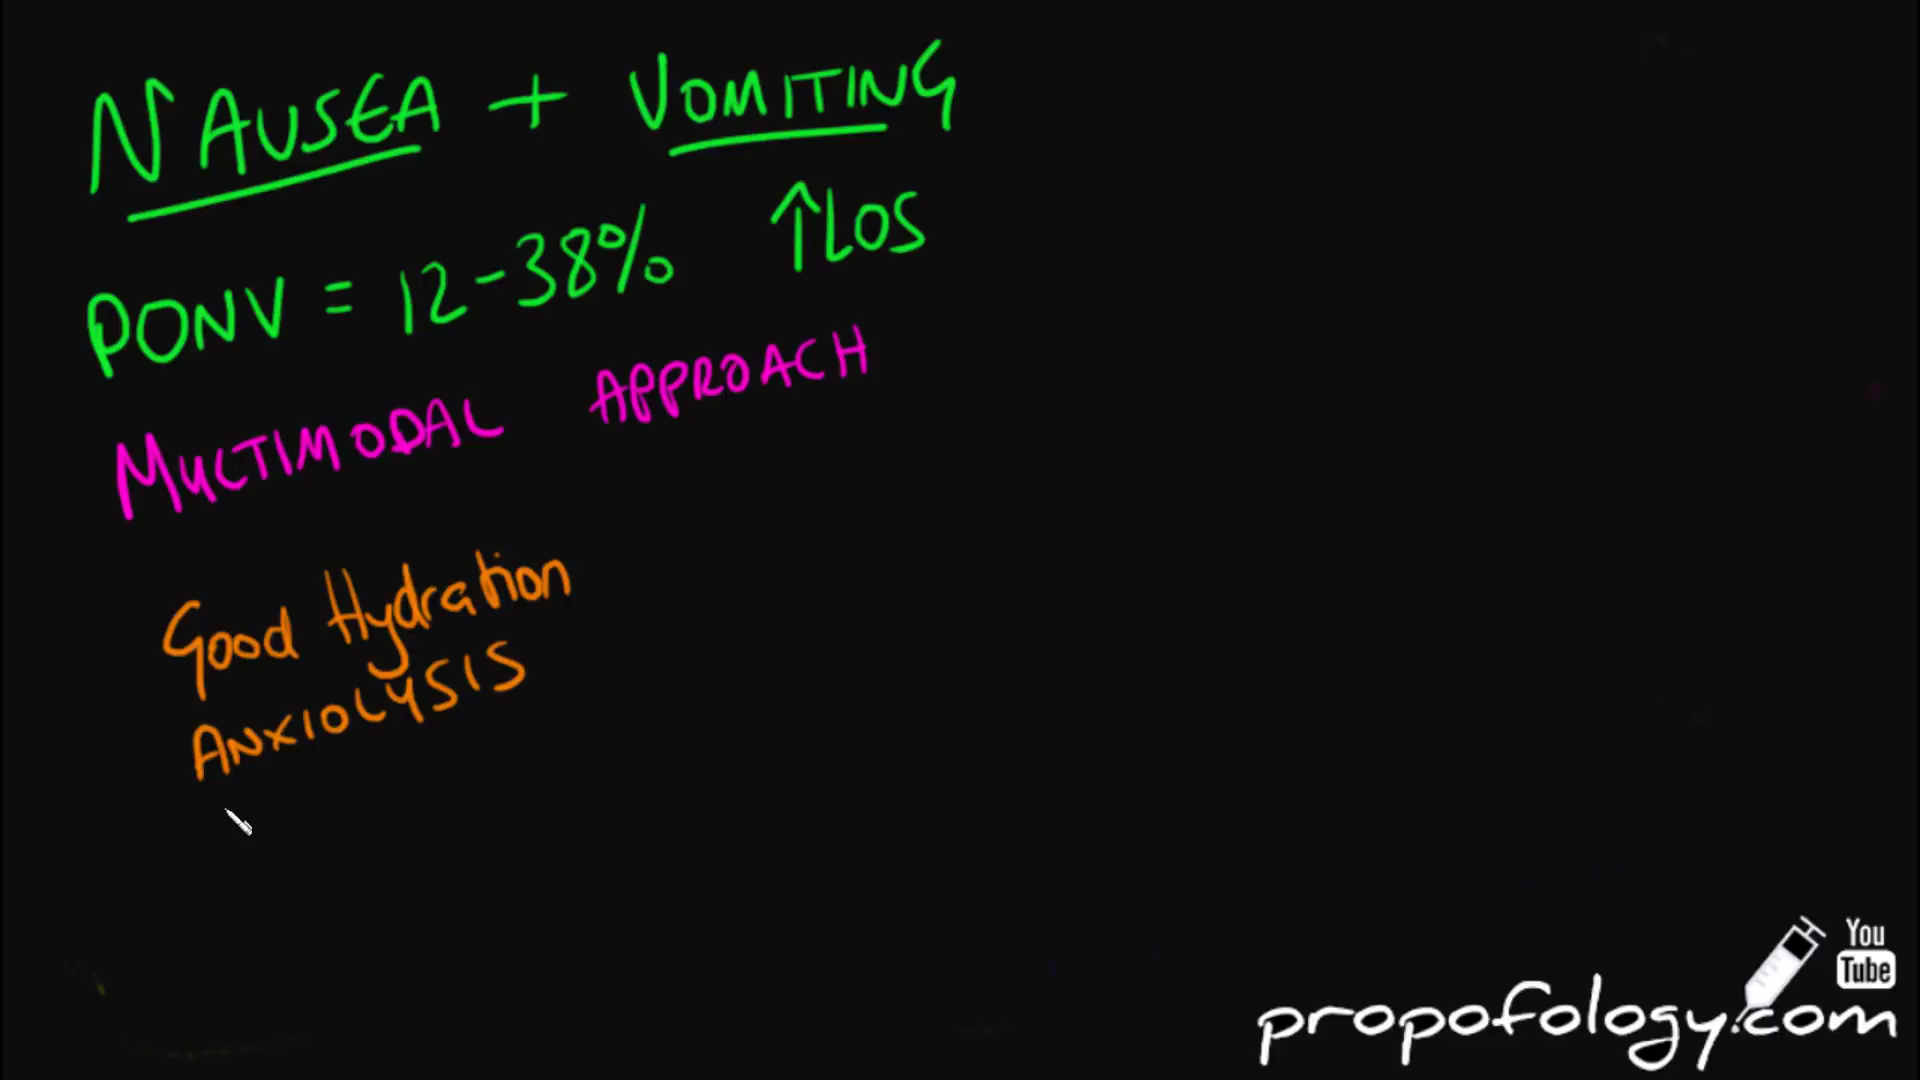 NAUSEA + VOMITING
PONV = 12-38% ↑LOS
MULTIMODAL APPROACH
Good Hydration
ANXIOLYSIS
You
Tube
propofology.com